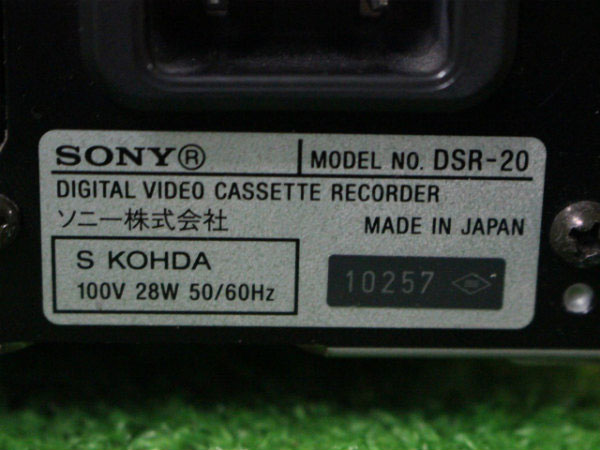 SONY® MODEL NO. DSR-20
DIGITAL VIDEO CASSETTE RECORDER
ソニー株式会社 MADE IN JAPAN
S KOHDA
100V 28W 50/60Hz
10257